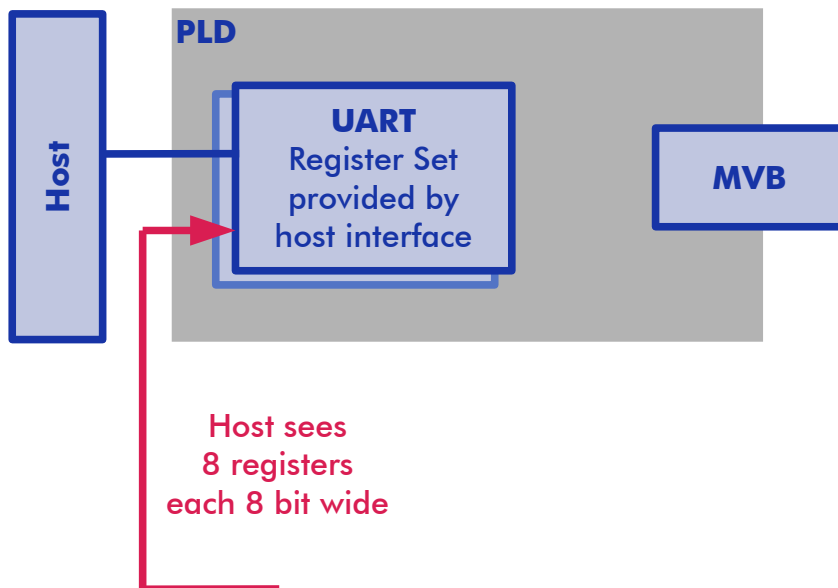 PLD
Host
UART
Register Set
provided by
host interface
MVB
Host sees
8 registers
each 8 bit wide